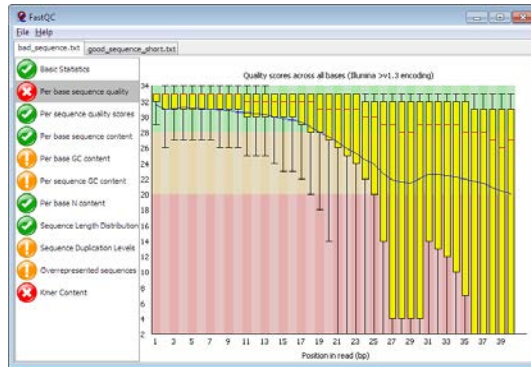 FastQC
File Help
bad_sequence.txt good_sequence_short.txt
Basic Statistics
Per base sequence quality
Per sequence quality scores
Per base sequence content
Per base GC content
Per sequence GC content
Per base N content
Sequence Length Distribution
Sequence Duplication Levels
Overrepresented sequences
Kmer Content
Quality scores across all bases (Illumina >v1.3 encoding)
34
32
30
28
26
24
22
20
18
16
14
12
10
8
6
4
2
1 3 5 7 9 11 13 15 17 19 21 23 25 27 29 31 33 35 37 39
Position in read (bp)